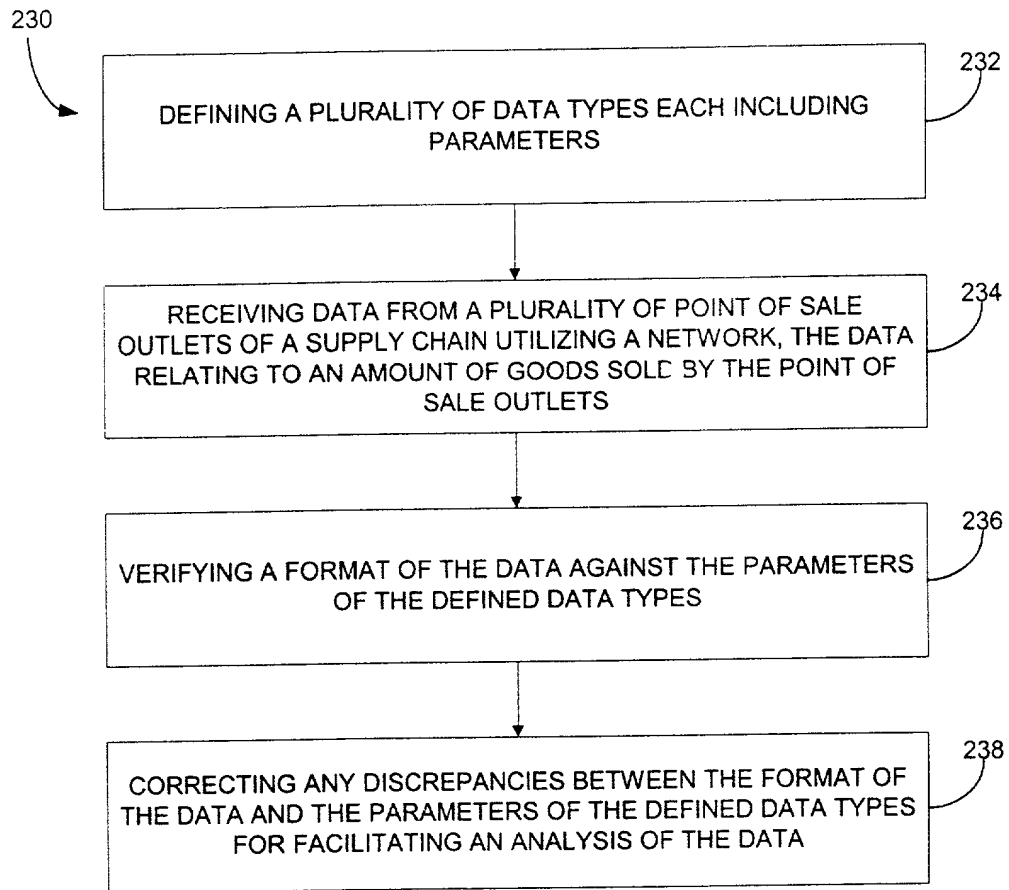 230
232
DEFINING A PLURALITY OF DATA TYPES EACH INCLUDING
PARAMETERS
234
RECEIVING DATA FROM A PLURALITY OF POINT OF SALE
OUTLETS OF A SUPPLY CHAIN UTILIZING A NETWORK, THE DATA
RELATING TO AN AMOUNT OF GOODS SOLD BY THE POINT OF
SALE OUTLETS
236
VERIFYING A FORMAT OF THE DATA AGAINST THE PARAMETERS
OF THE DEFINED DATA TYPES
238
CORRECTING ANY DISCREPANCIES BETWEEN THE FORMAT OF
THE DATA AND THE PARAMETERS OF THE DEFINED DATA TYPES
FOR FACILITATING AN ANALYSIS OF THE DATA